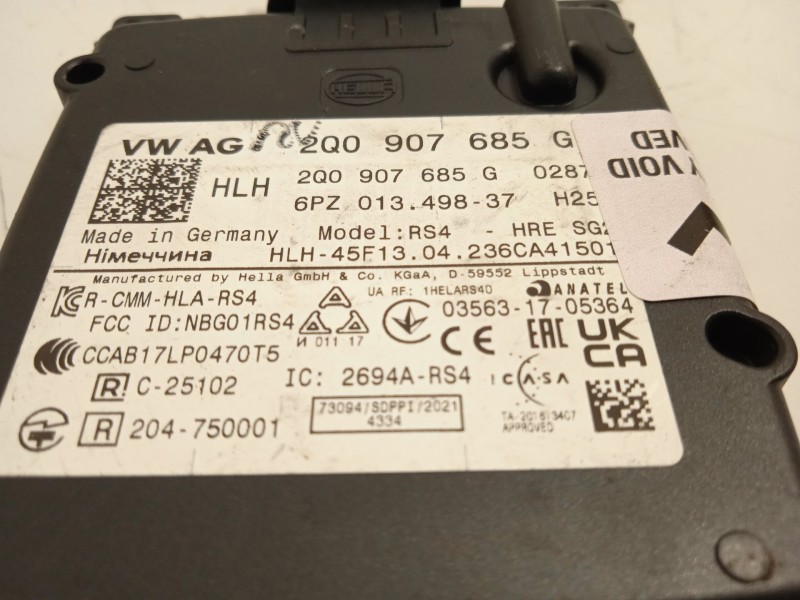 HELLA
VW AG 2Q0 907 685 G
HLH 2Q0 907 685 G 0287
6PZ 013.498-37 H25
Made in Germany Model:RS4 - HRE SG2
Німеччина HLH-45F13.04.236CA41501
Manufactured by Hella GmbH & Co. KGaA, D-59552 Lippstadt
R-CMM-HLA-RS4 UA RF: 1HELARS40 ANATEL
FCC ID:NBG01RS4 И 011 17 03563-17-05364
CCAB17LP0470T5 CE EAC UK CA
R C-25102 IC: 2694A-RS4 ICASA
R 204-750001 73094/SDPPI/2021
4334
TA-2016/3407
APPROVED
VOID